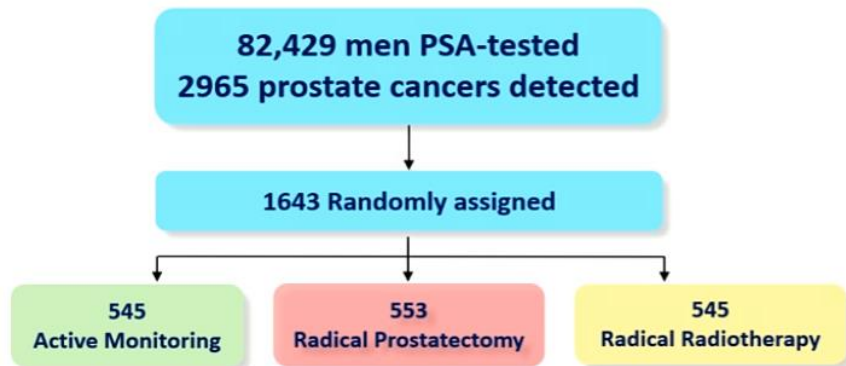 82,429 men PSA-tested
2965 prostate cancers detected
1643 Randomly assigned
545
Active Monitoring
553
Radical Prostatectomy
545
Radical Radiotherapy